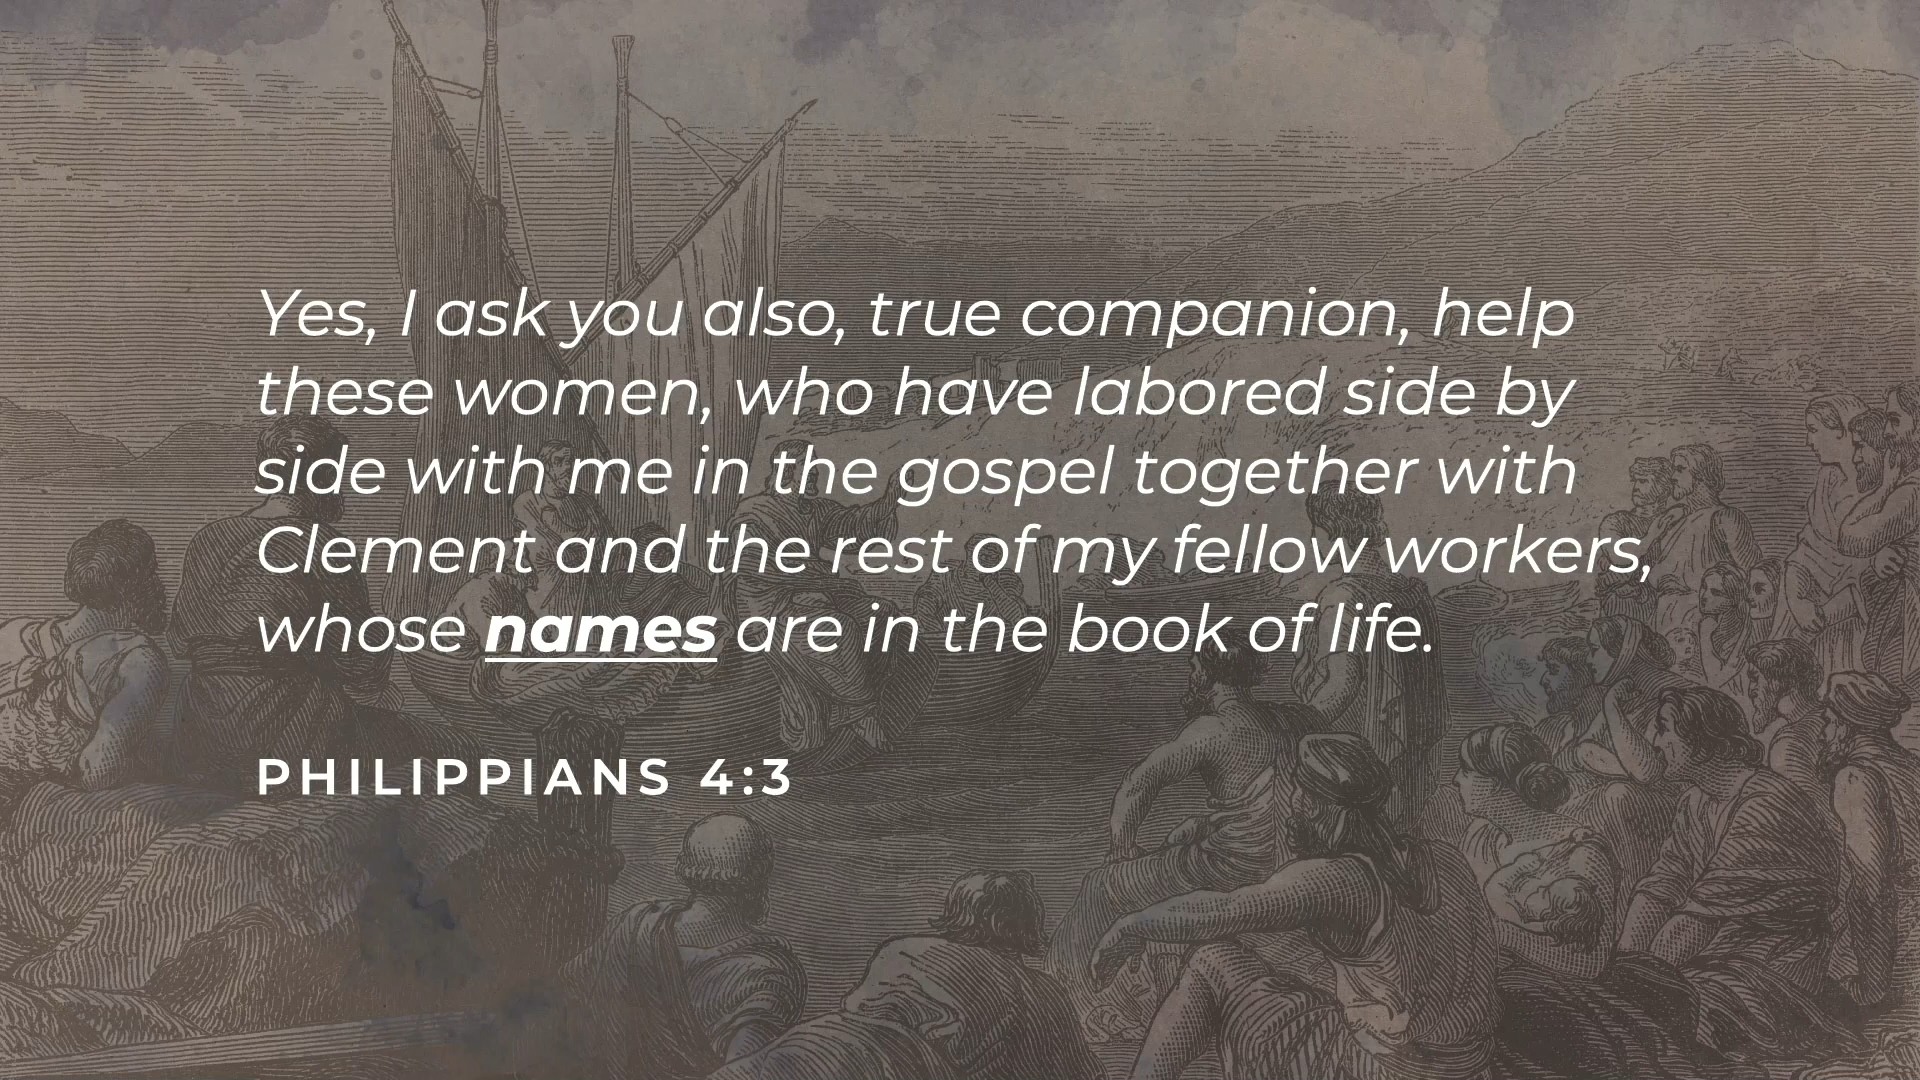 Yes, I ask you also, true companion, help
these women, who have labored side by
side with me in the gospel together with
Clement and the rest of my fellow workers,
whose names are in the book of life.
PHILIPPIANS 4:3